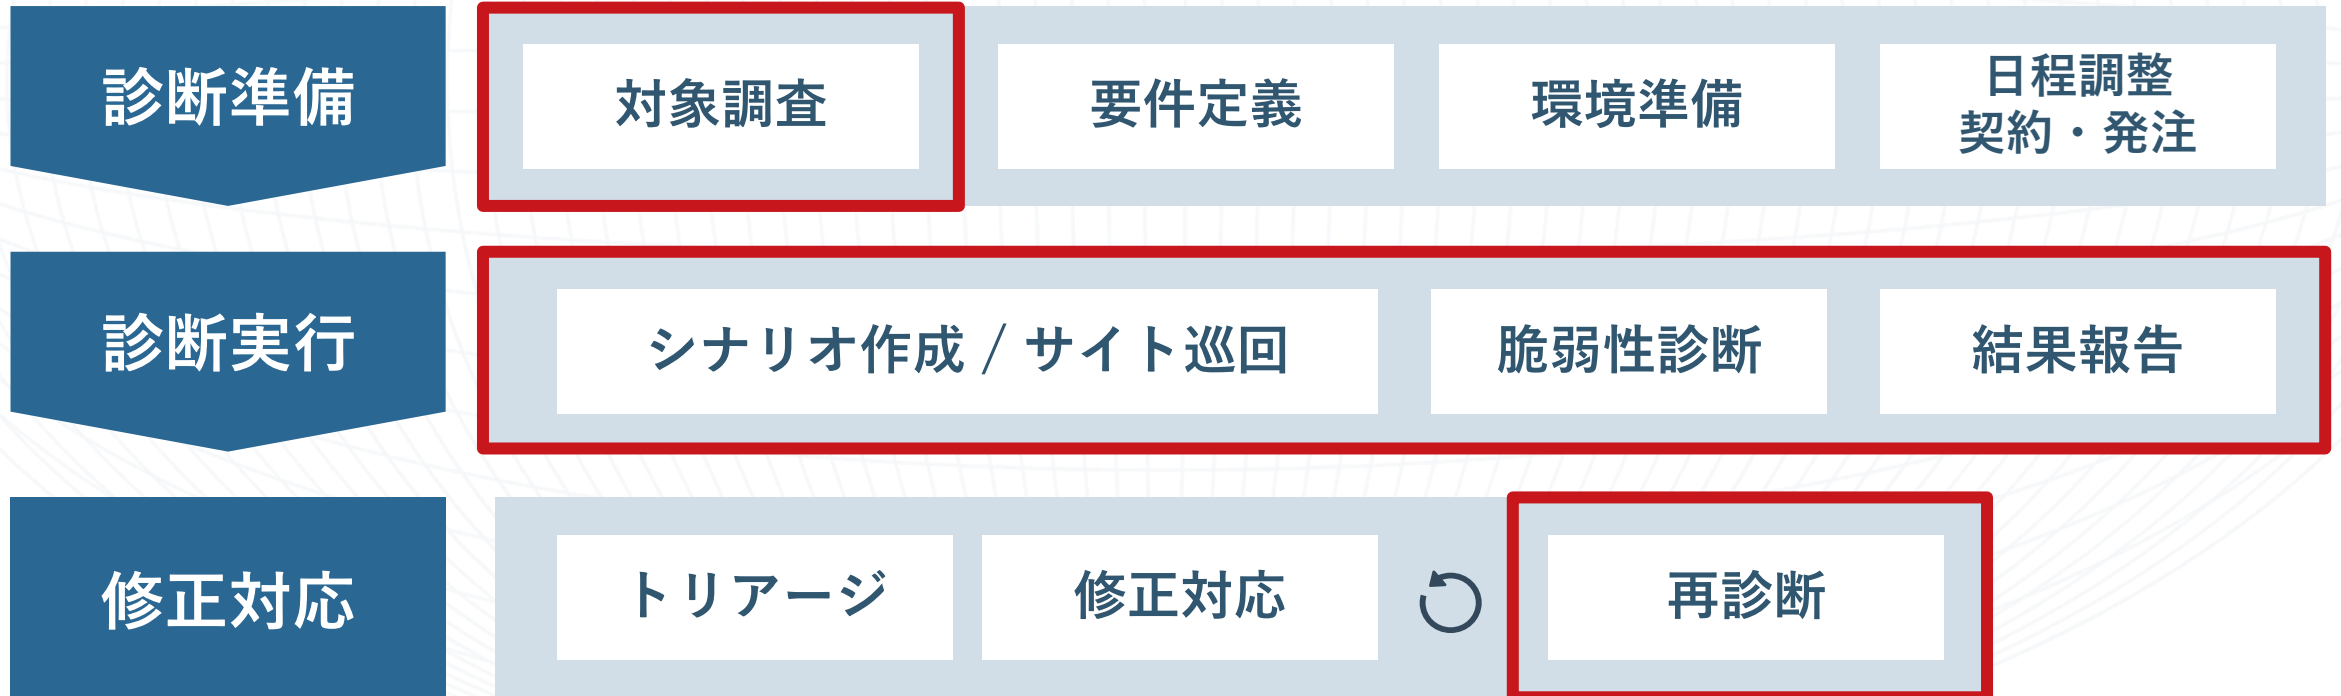 診断準備
対象調査
要件定義
環境準備
日程調整
契約・発注
診断実行
シナリオ作成 / サイト巡回
脆弱性診断
結果報告
修正対応
トリアージ
修正対応
再診断